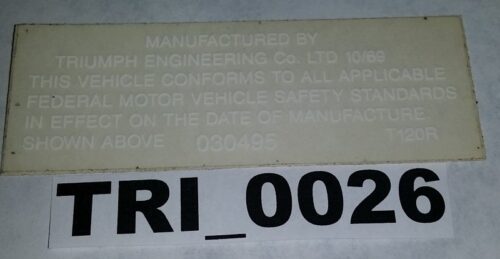 MANUFACTURED BY
TRIUMPH ENGINEERING Co. LTD 10/69
THIS VEHICLE CONFORMS TO ALL APPLICABLE
FEDERAL MOTOR VEHICLE SAFETY STANDARDS
IN EFFECT ON THE DATE OF MANUFACTURE.
SHOWN ABOVE 030495 T120R
TRI_0026